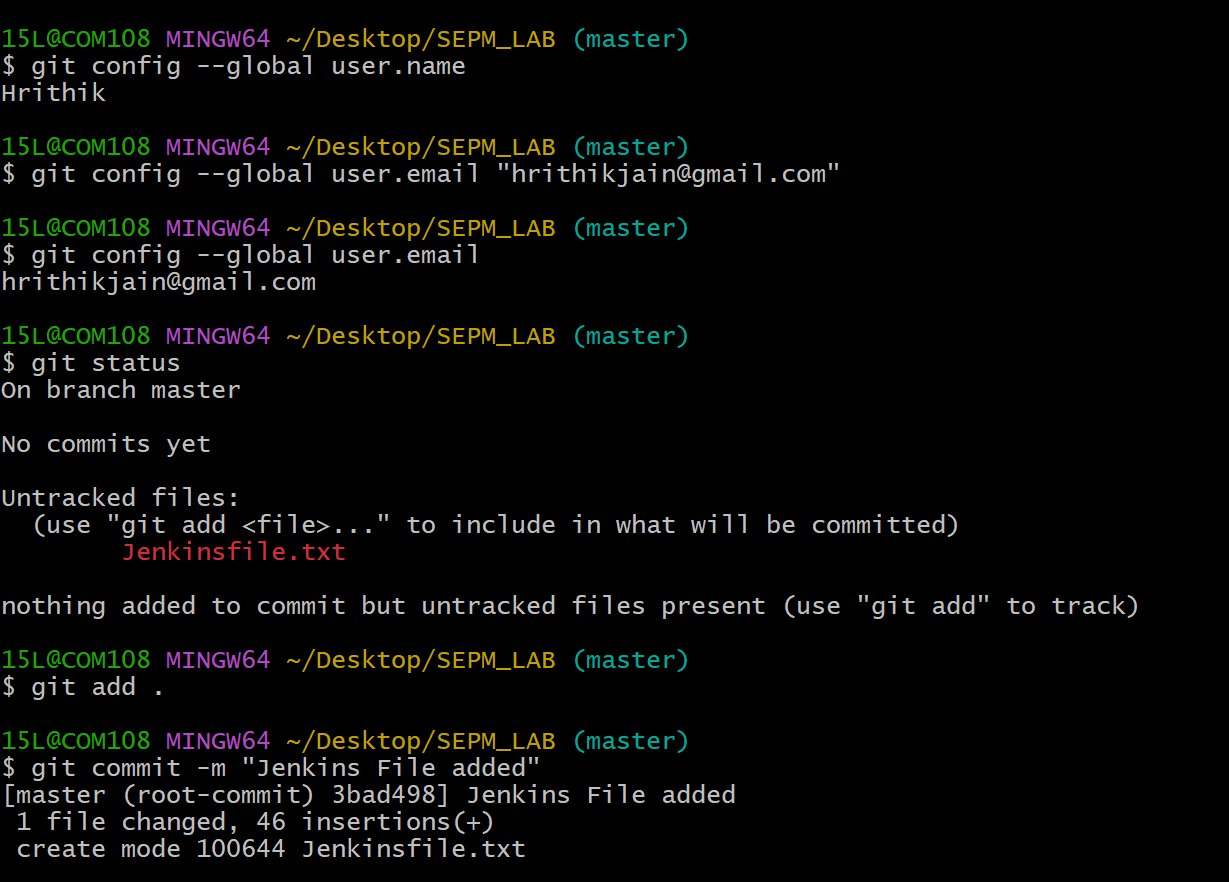 15L@COM108 MINGW64 ~/Desktop/SEPM_LAB (master)
$ git config --global user.name
Hrithik
15L@COM108 MINGW64 ~/Desktop/SEPM_LAB (master)
$ git config --global user.email "hrithikjain@gmail.com"
15L@COM108 MINGW64 ~/Desktop/SEPM_LAB (master)
$ git config --global user.email
hrithikjain@gmail.com
15L@COM108 MINGW64 ~/Desktop/SEPM_LAB (master)
$ git status
On branch master
No commits yet
Untracked files:
  (use "git add <file>..." to include in what will be committed)
        Jenkinsfile.txt
nothing added to commit but untracked files present (use "git add" to track)
15L@COM108 MINGW64 ~/Desktop/SEPM_LAB (master)
$ git add .
15L@COM108 MINGW64 ~/Desktop/SEPM_LAB (master)
$ git commit -m "Jenkins File added"
[master (root-commit) 3bad498] Jenkins File added
 1 file changed, 46 insertions(+)
 create mode 100644 Jenkinsfile.txt